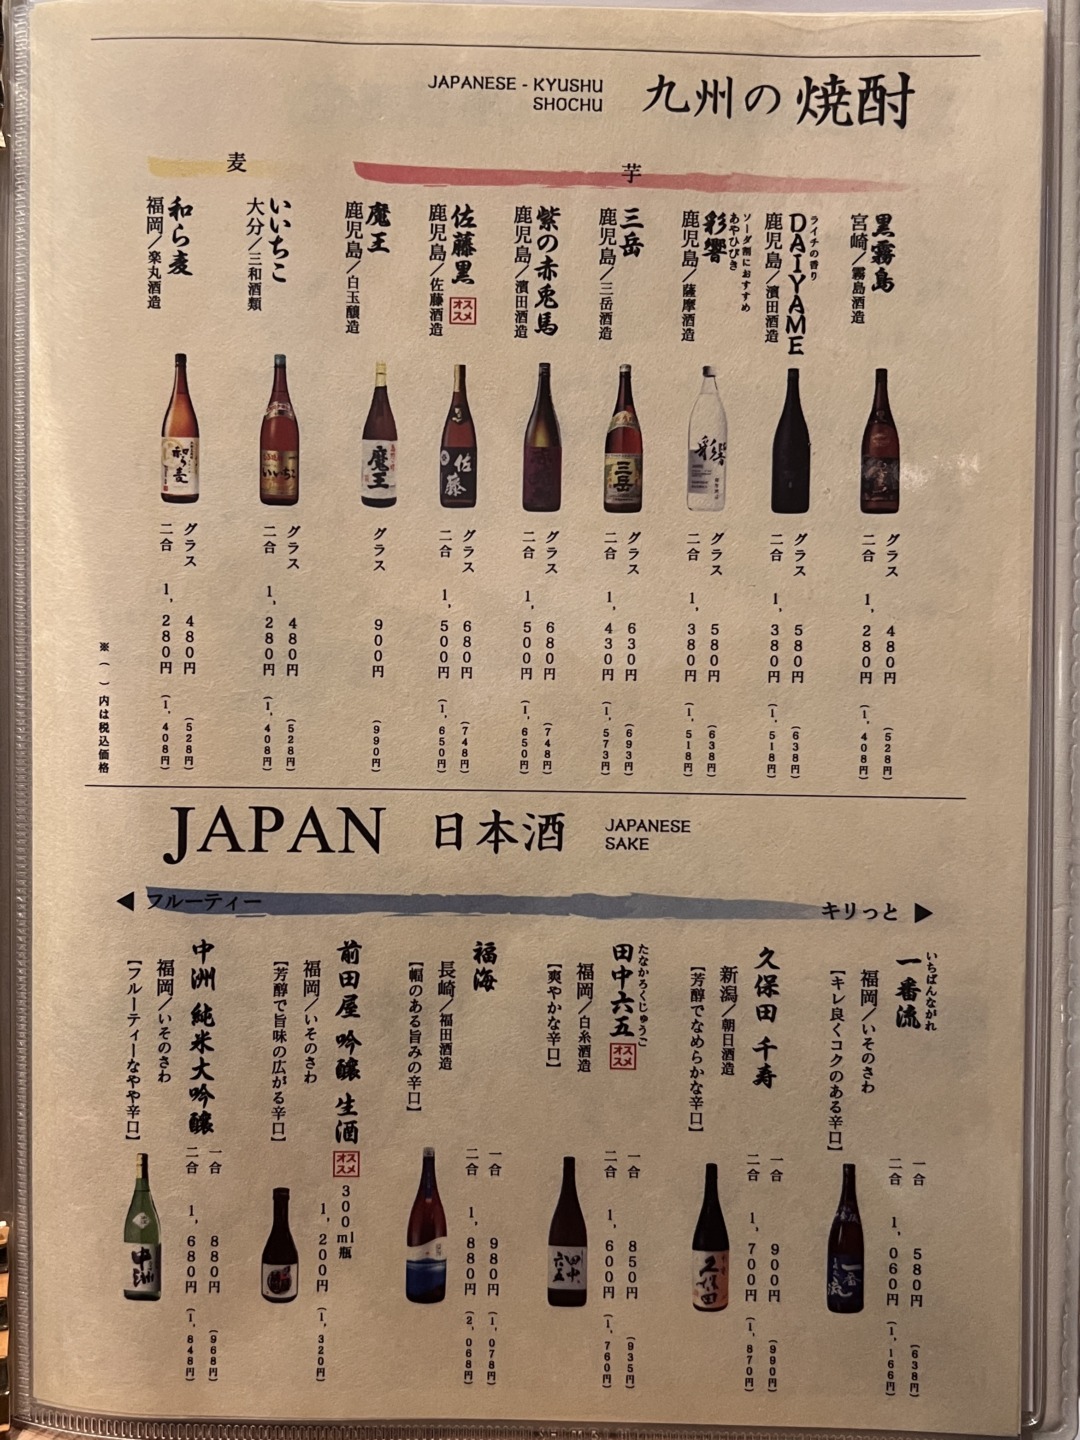 JAPANESE - KYUSHU
SHOCHU
九州の焼酎
芋
黒霧島
宮崎／霧島酒造
グラス 480円 (528円)
二合 1,280円 (1,408円)
ライチの香り
DAIYAME
鹿児島／濵田酒造
グラス 580円 (638円)
二合 1,380円 (1,518円)
ソーダ割におすすめ
あやひびき
彩響
鹿児島／薩摩酒造
グラス 580円 (638円)
二合 1,380円 (1,518円)
三岳
鹿児島／三岳酒造
グラス 630円 (693円)
二合 1,430円 (1,573円)
紫の赤兎馬
鹿児島／濵田酒造
グラス 680円 (748円)
二合 1,500円 (1,650円)
佐藤黒
オススメ
鹿児島／佐藤酒造
グラス 680円 (748円)
二合 1,500円 (1,650円)
魔王
鹿児島／白玉醸造
グラス 900円 (990円)
麦
いいちこ
大分／三和酒類
グラス 480円 (528円)
二合 1,280円 (1,408円)
和ら麦
福岡／楽丸酒造
グラス 480円 (528円)
二合 1,280円 (1,408円)
※( )内は税込価格
彩響
三岳
佐藤
魔王
いいちこ
和ら麦
JAPAN 日本酒
JAPANESE
SAKE
◀ フルーティー
キリっと ▶
いちばんながれ
一番流
福岡／いそのさわ
【キレ良くコクのある辛口】
一合 580円 (638円)
二合 1,060円 (1,166円)
久保田 千寿
新潟／朝日酒造
【芳醇でなめらかな辛口】
一合 900円 (990円)
二合 1,700円 (1,870円)
たなかろくじゅうご
田中六五
オススメ
福岡／白糸酒造
【爽やかな辛口】
一合 850円 (935円)
二合 1,600円 (1,760円)
福海
長崎／福田酒造
【幅のある旨みの辛口】
一合 980円 (1,078円)
二合 1,880円 (2,068円)
前田屋 吟醸 生酒
オススメ
福岡／いそのさわ
【芳醇で旨味の広がる辛口】
300ml瓶
1,200円 (1,320円)
中洲 純米大吟醸
福岡／いそのさわ
【フルーティーなやや辛口】
一合 880円 (968円)
二合 1,680円 (1,848円)
一番流
久保田
田中六五
中洲